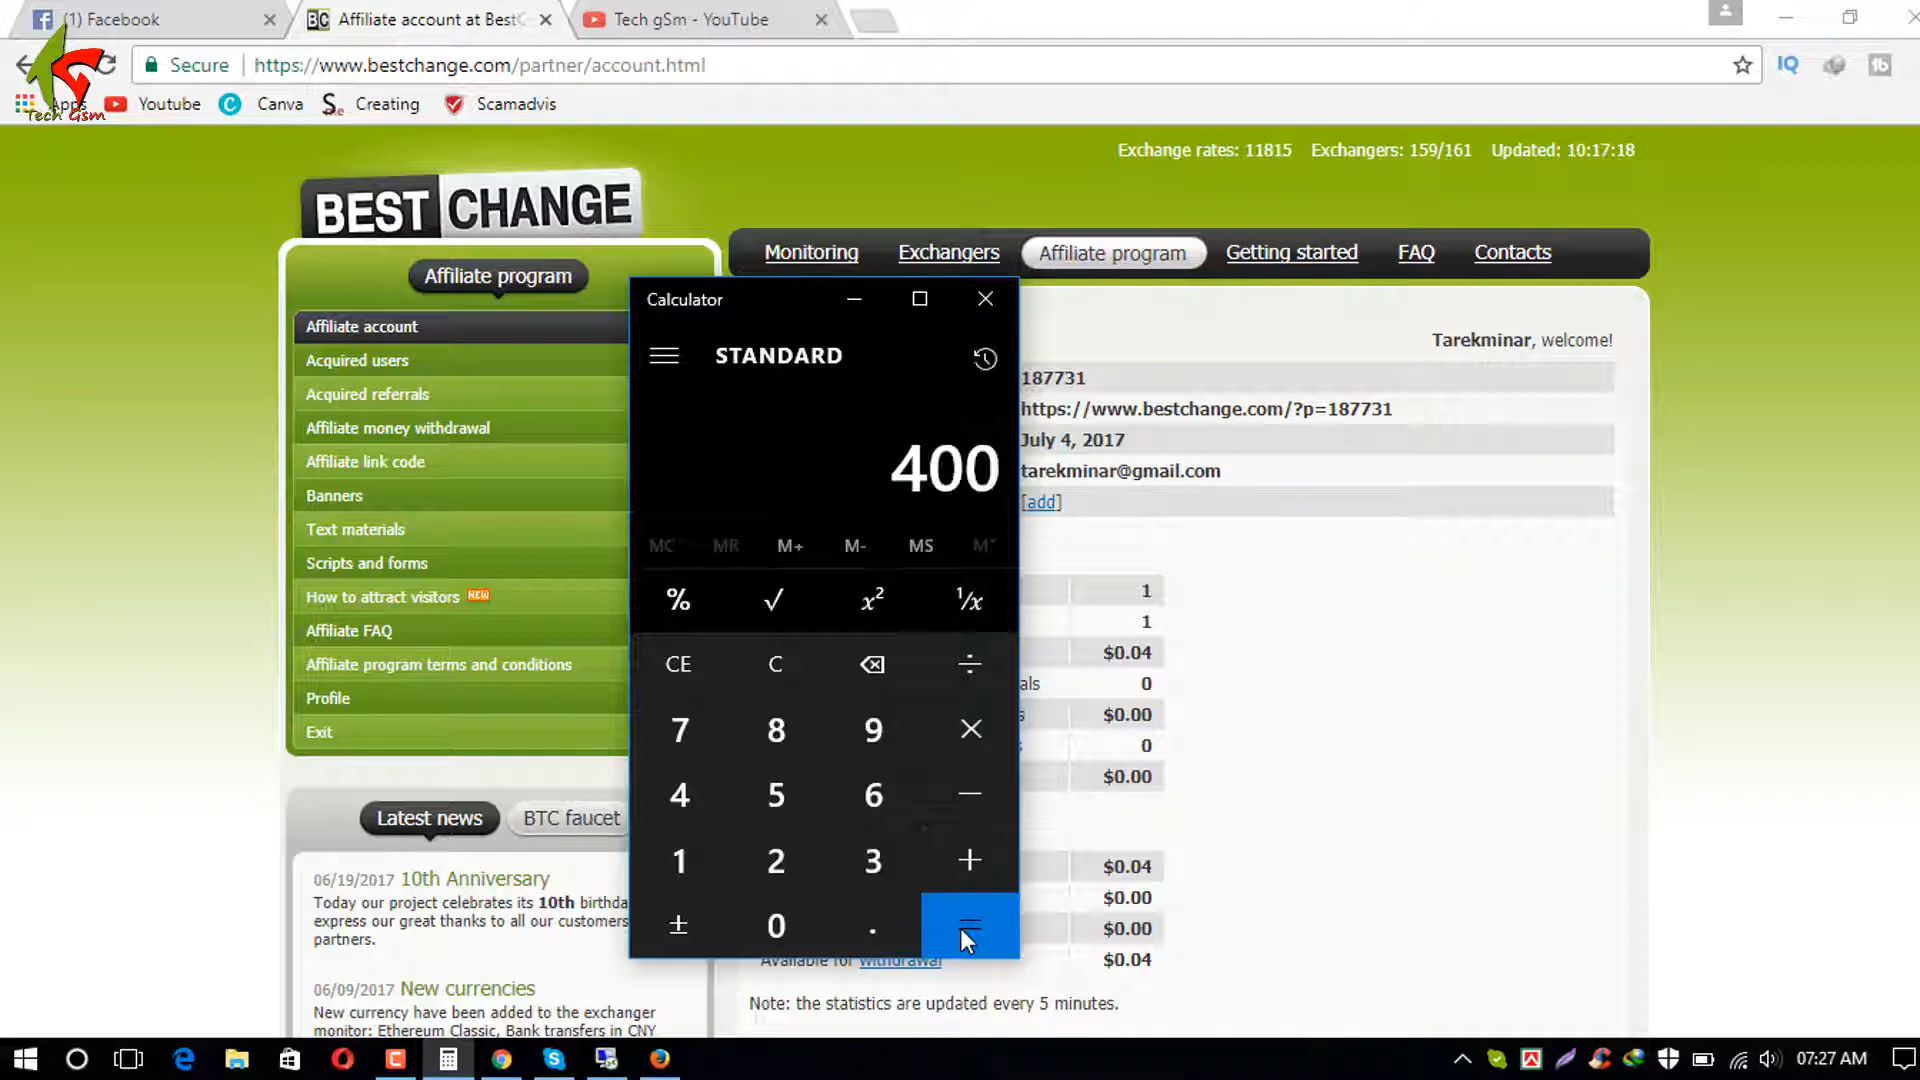 (1) Facebook
Affiliate account at Best
Tech gSm - YouTube
Secure
https://www.bestchange.com/partner/account.html
Apps
Youtube
Canva
Creating
Scamadvis
Tech Gsm
Exchange rates: 11815 Exchangers: 159/161 Updated: 10:17:18
BEST CHANGE
Monitoring Exchangers Affiliate program Getting started FAQ Contacts
Affiliate program
Affiliate account
Acquired users
Acquired referrals
Affiliate money withdrawal
Affiliate link code
Banners
Text materials
Scripts and forms
How to attract visitors NEW
Affiliate FAQ
Affiliate program terms and conditions
Profile
Exit
Latest news BTC faucet
06/19/2017 10th Anniversary
Today our project celebrates its 10th birthda
express our great thanks to all our customers
partners.
06/09/2017 New currencies
New currency have been added to the exchanger
monitor: Ethereum Classic, Bank transfers in CNY
Calculator
STANDARD
400
MC MR M+ M- MS M
% √ x² ¹/x
CE C ÷
7 8 9 ×
4 5 6 −
1 2 3 +
± 0 . =
Tarekminar, welcome!
187731
https://www.bestchange.com/?p=187731
July 4, 2017
tarekminar@gmail.com
[add]
1
1
$0.04
als 0
s $0.00
0
$0.00
$0.04
$0.00
$0.00
Available for withdrawal $0.04
Note: the statistics are updated every 5 minutes.
07:27 AM